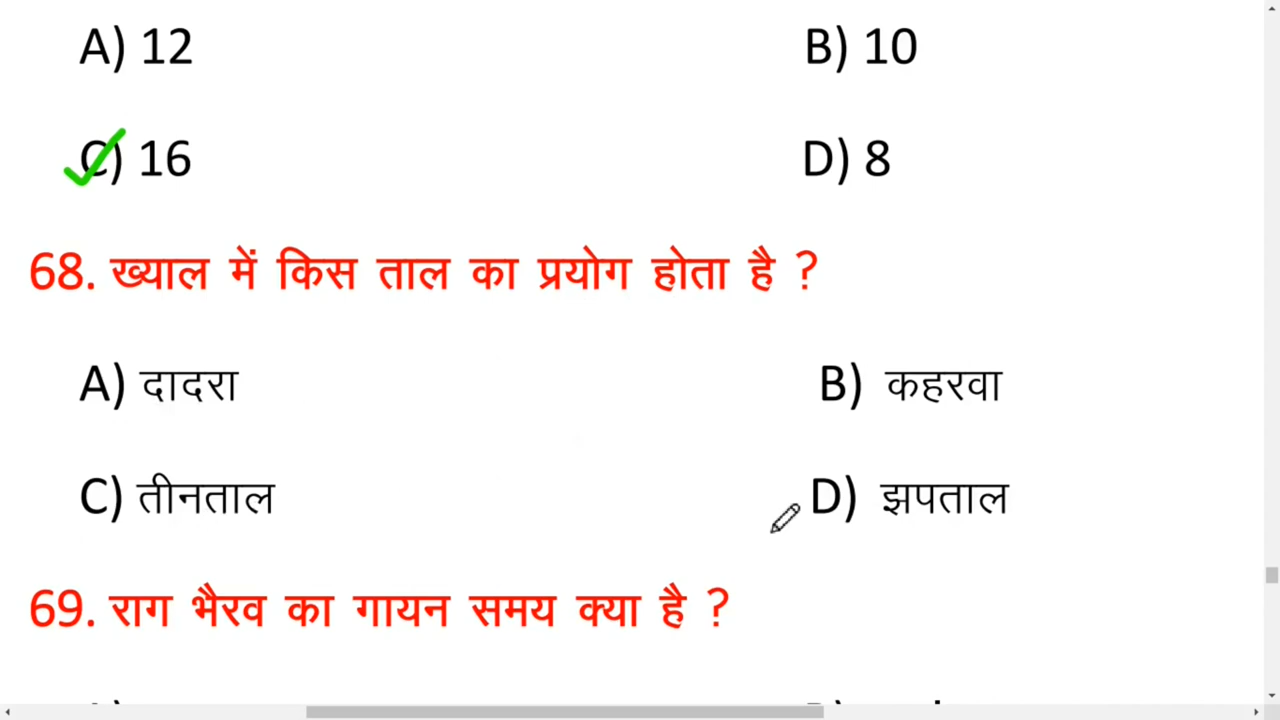 A) 12 B) 10
C) 16 D) 8
68. ख्याल में किस ताल का प्रयोग होता है ?
A) दादरा B) कहरवा
C) तीनताल D) झपताल
69. राग भैरव का गायन समय क्या है ?